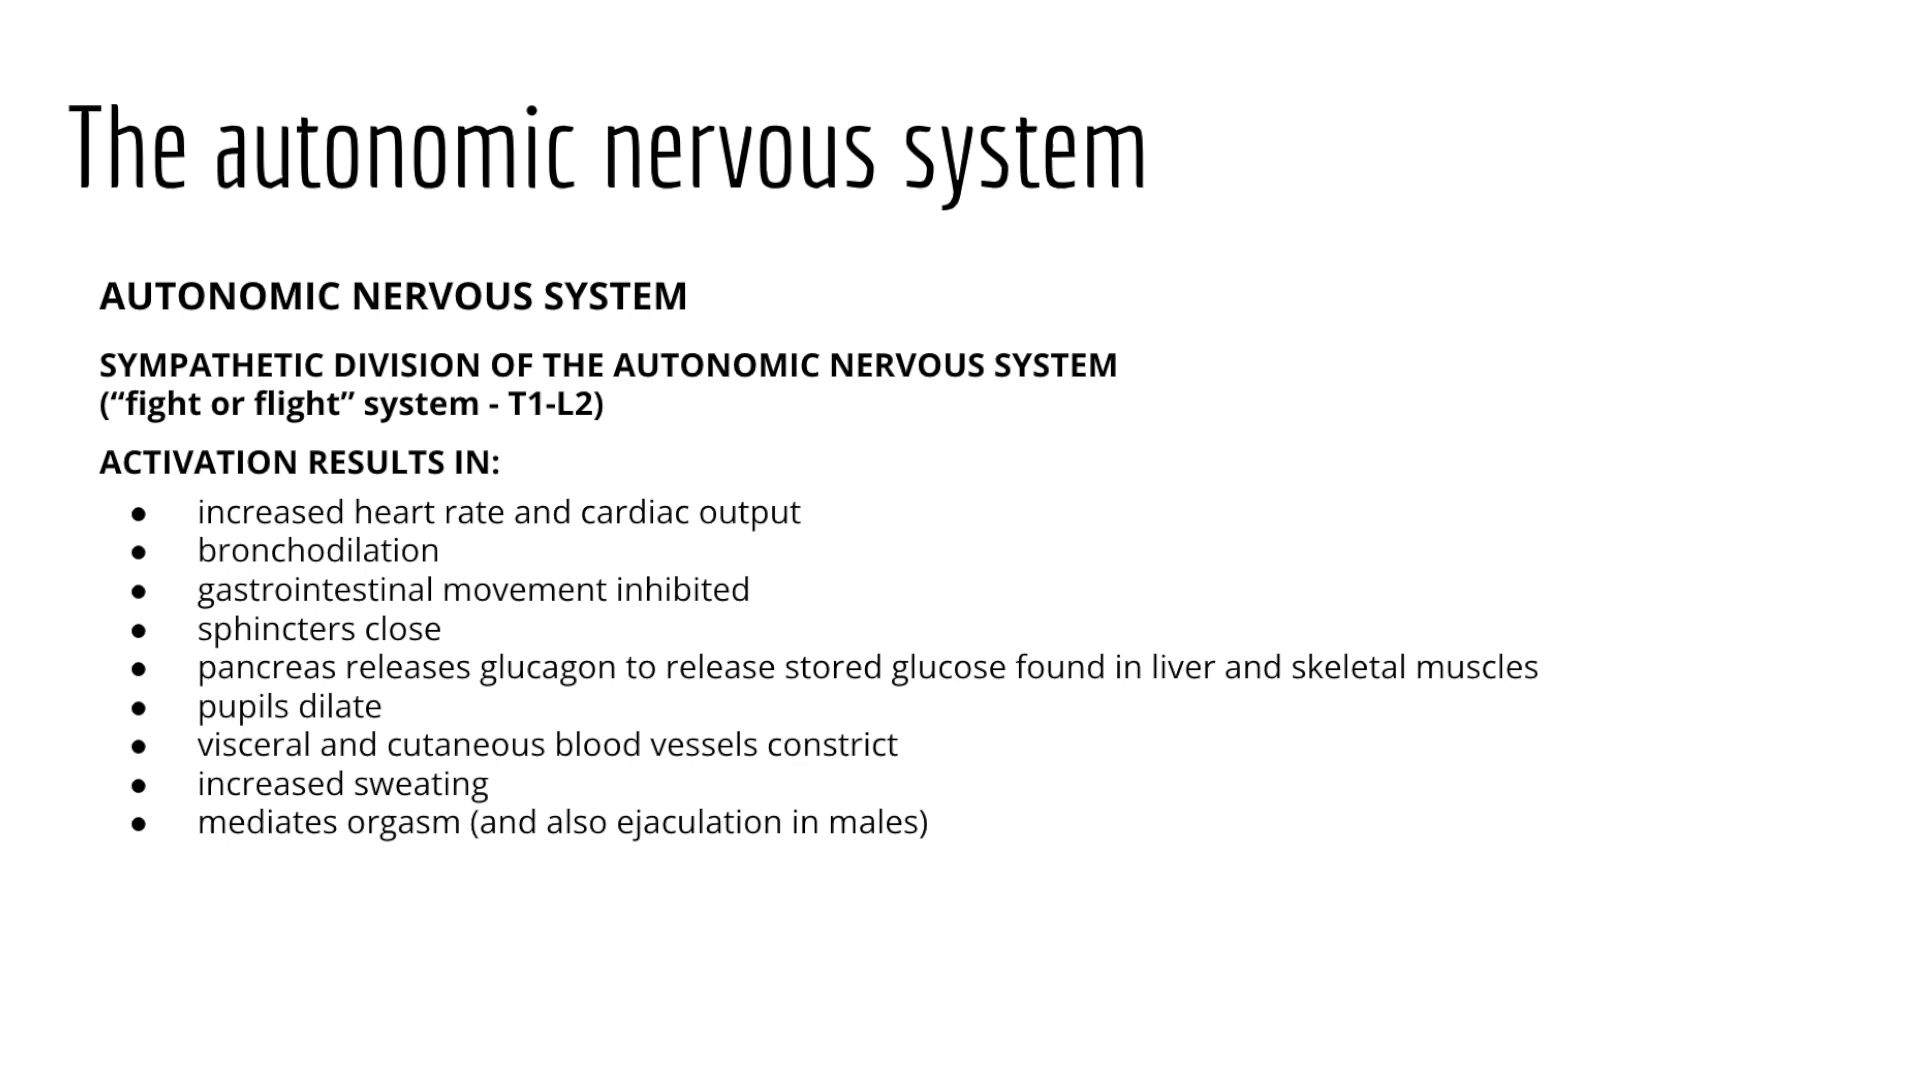 The autonomic nervous system
AUTONOMIC NERVOUS SYSTEM
SYMPATHETIC DIVISION OF THE AUTONOMIC NERVOUS SYSTEM
(“fight or flight” system - T1-L2)
ACTIVATION RESULTS IN:
● increased heart rate and cardiac output
● bronchodilation
● gastrointestinal movement inhibited
● sphincters close
● pancreas releases glucagon to release stored glucose found in liver and skeletal muscles
● pupils dilate
● visceral and cutaneous blood vessels constrict
● increased sweating
● mediates orgasm (and also ejaculation in males)